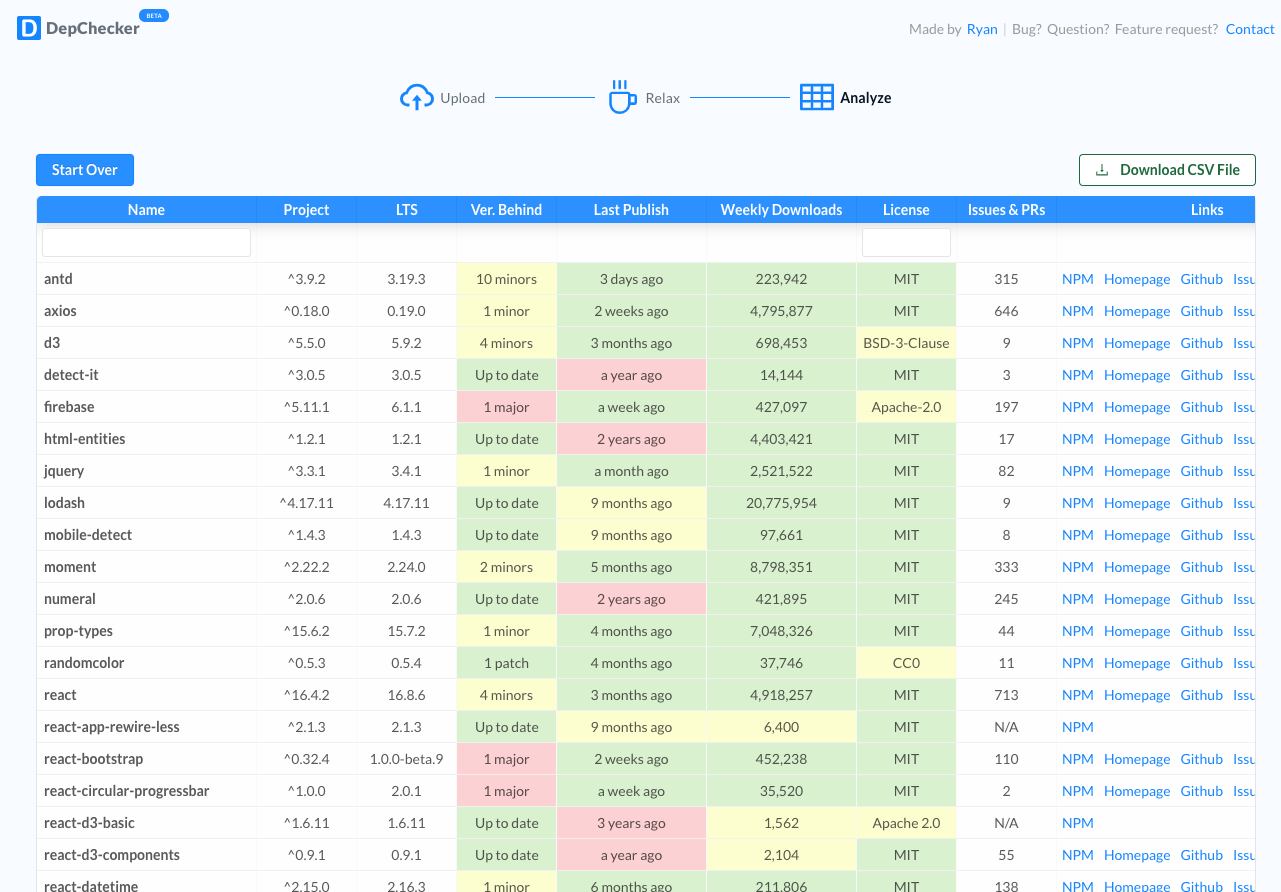 DepChecker BETA
Made by Ryan | Bug? Question? Feature request? Contact
Upload Relax Analyze
Start Over Download CSV File
Name Project LTS Ver. Behind Last Publish Weekly Downloads License Issues & PRs Links
antd ^3.9.2 3.19.3 10 minors 3 days ago 223,942 MIT 315 NPM Homepage Github Issu
axios ^0.18.0 0.19.0 1 minor 2 weeks ago 4,795,877 MIT 646 NPM Homepage Github Issu
d3 ^5.5.0 5.9.2 4 minors 3 months ago 698,453 BSD-3-Clause 9 NPM Homepage Github Issu
detect-it ^3.0.5 3.0.5 Up to date a year ago 14,144 MIT 3 NPM Homepage Github Issu
firebase ^5.11.1 6.1.1 1 major a week ago 427,097 Apache-2.0 197 NPM Homepage Github Issu
html-entities ^1.2.1 1.2.1 Up to date 2 years ago 4,403,421 MIT 17 NPM Homepage Github Issu
jquery ^3.3.1 3.4.1 1 minor a month ago 2,521,522 MIT 82 NPM Homepage Github Issu
lodash ^4.17.11 4.17.11 Up to date 9 months ago 20,775,954 MIT 9 NPM Homepage Github Issu
mobile-detect ^1.4.3 1.4.3 Up to date 9 months ago 97,661 MIT 8 NPM Homepage Github Issu
moment ^2.22.2 2.24.0 2 minors 5 months ago 8,798,351 MIT 333 NPM Homepage Github Issu
numeral ^2.0.6 2.0.6 Up to date 2 years ago 421,895 MIT 245 NPM Homepage Github Issu
prop-types ^15.6.2 15.7.2 1 minor 4 months ago 7,048,326 MIT 44 NPM Homepage Github Issu
randomcolor ^0.5.3 0.5.4 1 patch 4 months ago 37,746 CC0 11 NPM Homepage Github Issu
react ^16.4.2 16.8.6 4 minors 3 months ago 4,918,257 MIT 713 NPM Homepage Github Issu
react-app-rewire-less ^2.1.3 2.1.3 Up to date 9 months ago 6,400 MIT N/A NPM
react-bootstrap ^0.32.4 1.0.0-beta.9 1 major 2 weeks ago 452,238 MIT 110 NPM Homepage Github Issu
react-circular-progressbar ^1.0.0 2.0.1 1 major a week ago 35,520 MIT 2 NPM Homepage Github Issu
react-d3-basic ^1.6.11 1.6.11 Up to date 3 years ago 1,562 Apache 2.0 N/A NPM
react-d3-components ^0.9.1 0.9.1 Up to date a year ago 2,104 MIT 55 NPM Homepage Github Issu
react-datetime ^2.15.0 2.16.3 1 minor 6 months ago 211,806 MIT 138 NPM Homepage Github Issu